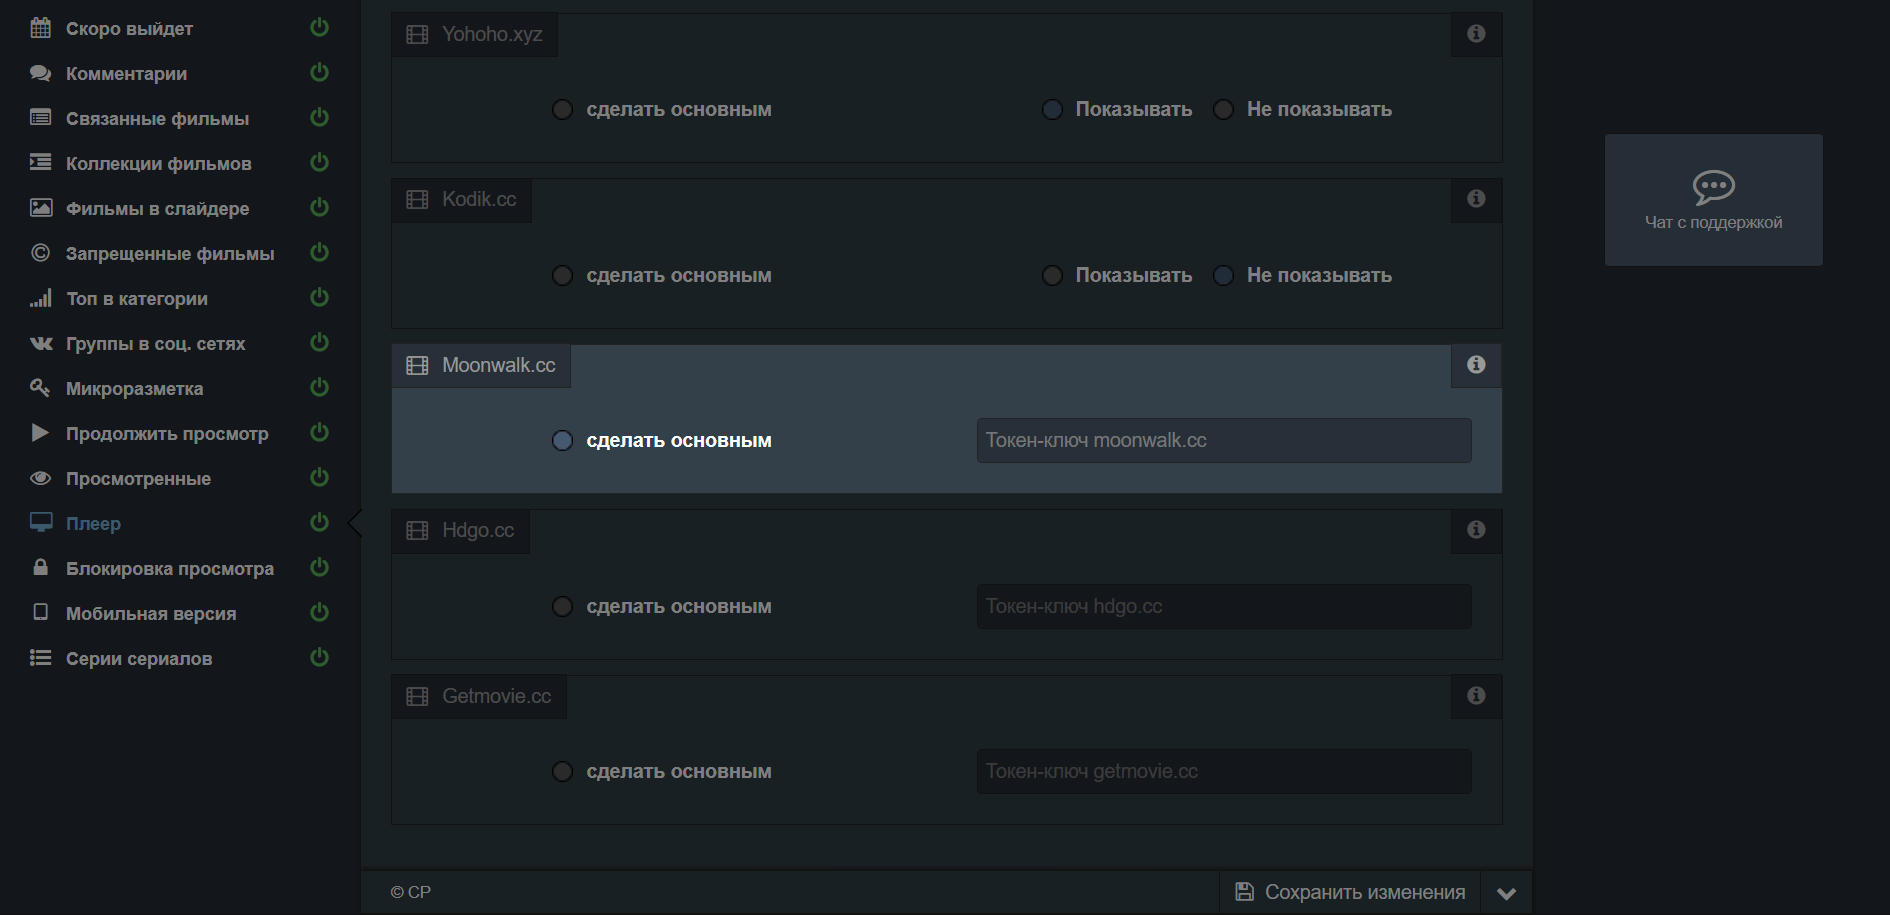 Скоро выйдет
Комментарии
Связанные фильмы
Коллекции фильмов
Фильмы в слайдере
Запрещенные фильмы
Топ в категории
Группы в соц. сетях
Микроразметка
Продолжить просмотр
Просмотренные
Плеер
Блокировка просмотра
Мобильная версия
Серии сериалов
Yohoho.xyz
сделать основным
Показывать
Не показывать
Kodik.cc
сделать основным
Показывать
Не показывать
Moonwalk.cc
сделать основным
Токен-ключ moonwalk.cc
Hdgo.cc
сделать основным
Токен-ключ hdgo.cc
Getmovie.cc
сделать основным
Токен-ключ getmovie.cc
© CP
Сохранить изменения
Чат с поддержкой